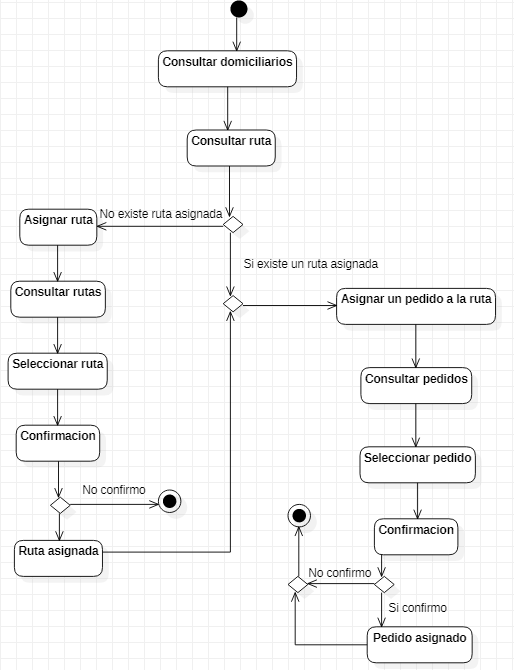 Consultar domiciliarios
Consultar ruta
No existe ruta asignada
Asignar ruta
Si existe un ruta asignada
Consultar rutas
Asignar un pedido a la ruta
Seleccionar ruta
Consultar pedidos
Confirmacion
Seleccionar pedido
No confirmo
Confirmacion
Ruta asignada
No confirmo
Si confirmo
Pedido asignado